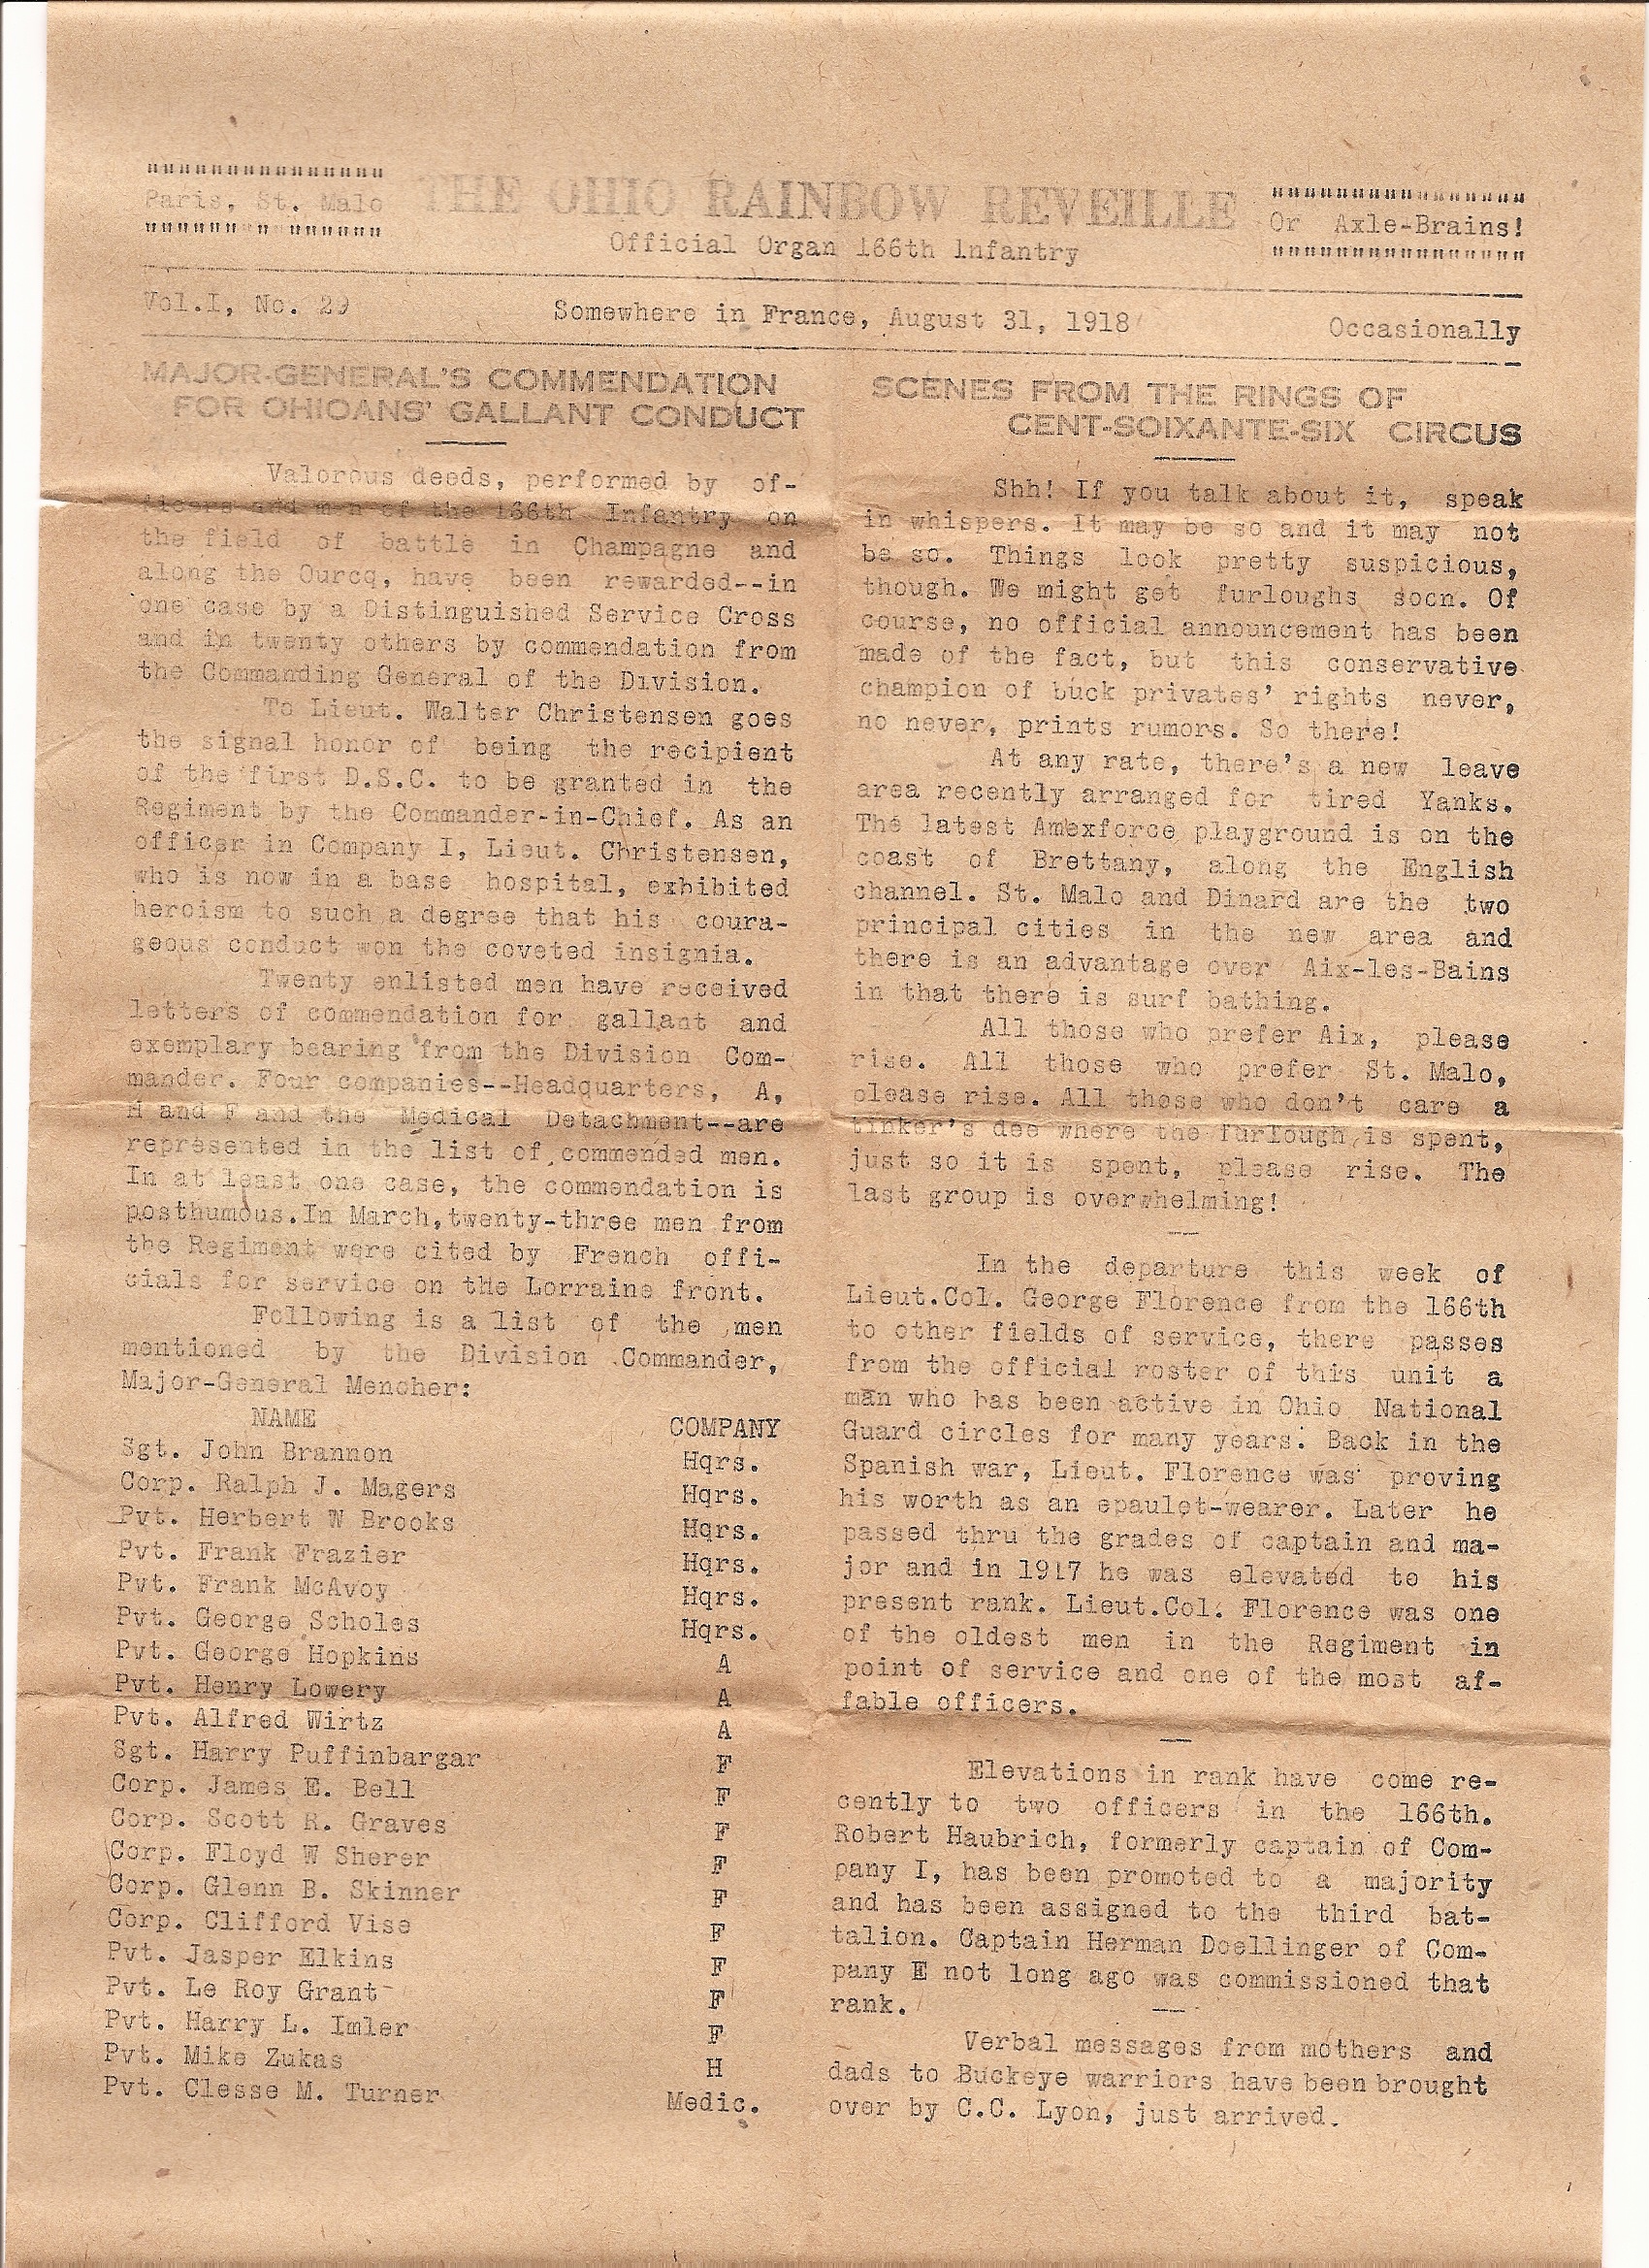 Paris, St. Malo
THE OHIO RAINBOW REVEILLE
Or Axle-Brains!
Official Organ 166th Infantry
Vol.I, No. 29
Somewhere in France, August 31, 1918
Occasionally
MAJOR-GENERAL'S COMMENDATION
FOR OHIOANS' GALLANT CONDUCT
Valorous deeds, performed by of-
ficers add men of the 166th Infantry on
the field of battle in Champagne and
along the Ourcq, have been rewarded--in
one case by a Distinguished Service Cross
and in twenty others by commendation from
the Commanding General of the Division.
To Lieut. Walter Christensen goes
the signal honor of being the recipient
of the first D.S.C. to be granted in the
Regiment by the Commander-in-Chief. As an
officer in Company I, Lieut. Christensen,
who is now in a base hospital, exhibited
heroism to such a degree that his coura-
geous conduct won the coveted insignia.
Twenty enlisted men have received
letters of commendation for gallant and
exemplary bearing from the Division Com-
mander. Four companies--Headquarters, A,
H and F and the Medical Detachment--are
represented in the list of commended men.
In at least one case, the commendation is
posthumous.In March,twenty-three men from
the Regiment were cited by French offi-
cials for service on the Lorraine front.
Following is a list of the men
mentioned by the Division Commander,
Major-General Mencher:
NAME COMPANY
Sgt. John Brannon Hqrs.
Corp. Ralph J. Magers Hqrs.
Pvt. Herbert W Brooks Hqrs.
Pvt. Frank Frazier Hqrs.
Pvt. Frank McAvoy Hqrs.
Pvt. George Scholes Hqrs.
Pvt. George Hopkins A
Pvt. Henry Lowery A
Pvt. Alfred Wirtz A
Sgt. Harry Puffinbargar F
Corp. James E. Bell F
Corp. Scott R. Graves F
Corp. Floyd W Sherer F
Corp. Glenn B. Skinner F
Corp. Clifford Vise F
Pvt. Jasper Elkins F
Pvt. Le Roy Grant F
Pvt. Harry L. Imler F
Pvt. Mike Zukas H
Pvt. Clesse M. Turner Medic.
SCENES FROM THE RINGS OF
CENT-SOIXANTE-SIX CIRCUS
Shh! If you talk about it, speak
in whispers. It may be so and it may not
be so. Things look pretty suspicious,
though. We might get furloughs socn. Of
course, no official announcement has been
made of the fact, but this conservative
champion of buck privates' rights never,
no never, prints rumors. So there!
At any rate, there's a new leave
area recently arranged for tired Yanks.
The latest Amexforce playground is on the
coast of Brettany, along the English
channel. St. Malo and Dinard are the two
principal cities in the new area and
there is an advantage over Aix-les-Bains
in that there is surf bathing.
All those who prefer Aix, please
rise. All those who prefer St. Malo,
please rise. All those who don't care a
tinker's dee where the furlough is spent,
just so it is spent, please rise. The
last group is overwhelming!
In the departure this week of
Lieut.Col. George Florence from the 166th
to other fields of service, there passes
from the official roster of this unit a
man who has been active in Ohio National
Guard circles for many years. Back in the
Spanish war, Lieut. Florence was proving
his worth as an epaulet-wearer. Later he
passed thru the grades of captain and ma-
jor and in 1917 he was elevated to his
present rank. Lieut.Col. Florence was one
of the oldest men in the Regiment in
point of service and one of the most af-
fable officers.
Elevations in rank have come re-
cently to two officers in the 166th.
Robert Haubrich, formerly captain of Com-
pany I, has been promoted to a majority
and has been assigned to the third bat-
talion. Captain Herman Doellinger of Com-
pany E not long ago was commissioned that
rank.
Verbal messages from mothers and
dads to Buckeye warriors have been brought
over by C.C. Lyon, just arrived.